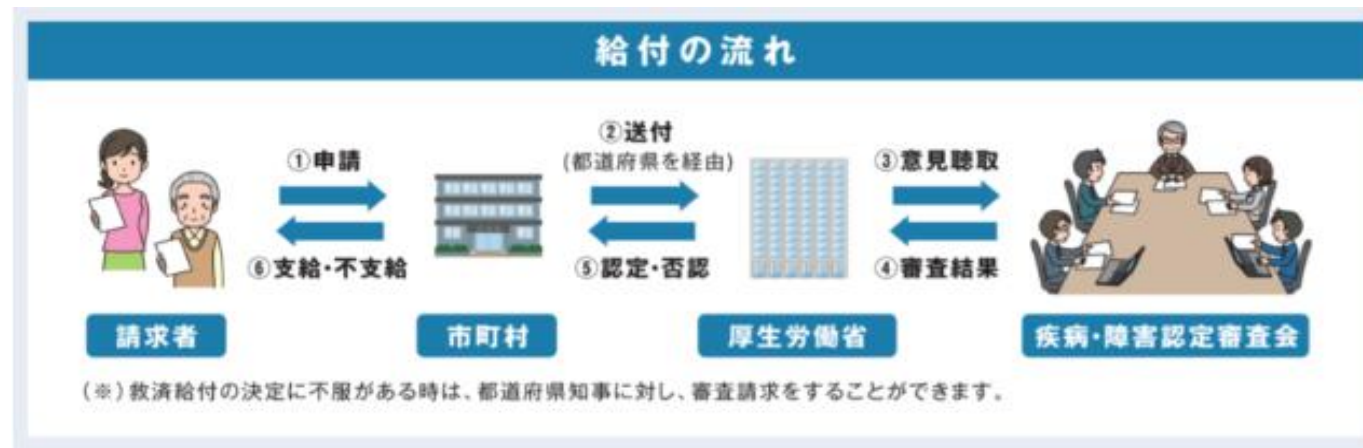 給付の流れ
①申請
②送付
(都道府県を経由)
③意見聴取
⑥支給・不支給
⑤認定・否認
④審査結果
請求者
市町村
厚生労働省
疾病・障害認定審査会
(※)救済給付の決定に不服がある時は、都道府県知事に対し、審査請求をすることができます。